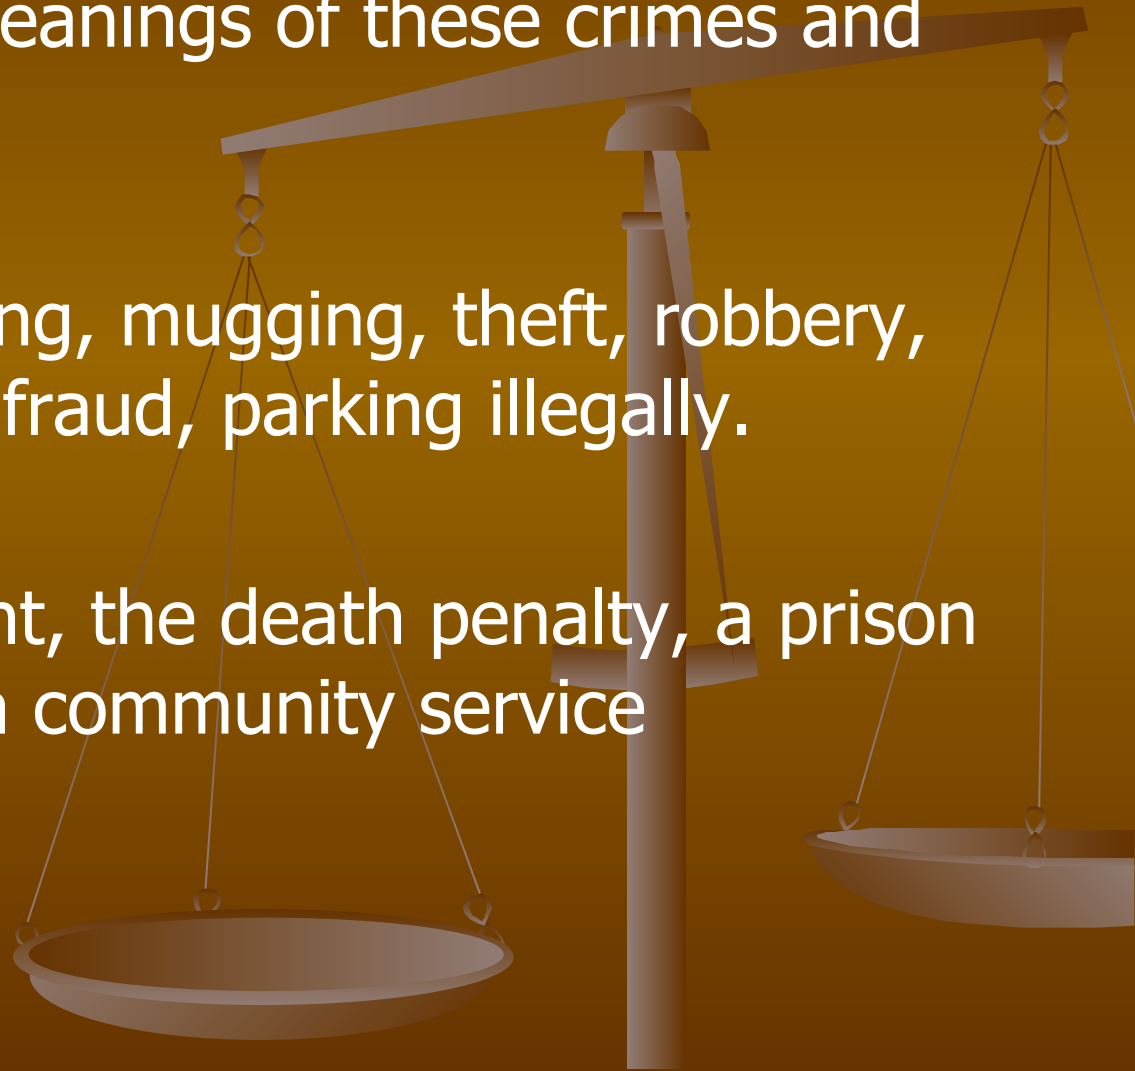 eanings of these crimes and
ng, mugging, theft, robbery,
fraud, parking illegally.
nt, the death penalty, a prison
community service